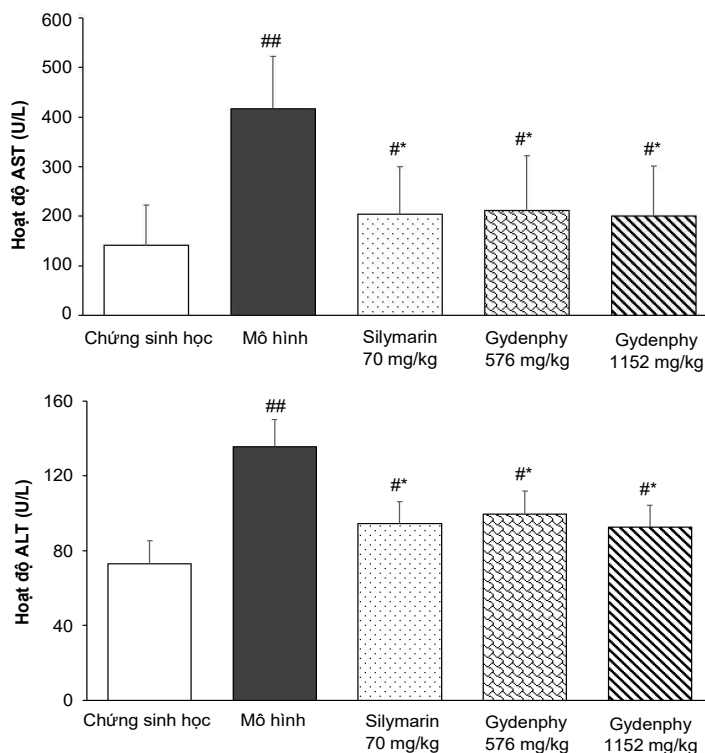 600
500
400
300
200
100
0
Hoạt độ AST (U/L)
##
#*
#*
#*
Chứng sinh học
Mô hình
Silymarin
70 mg/kg
Gydenphy
576 mg/kg
Gydenphy
1152 mg/kg
160
120
80
40
0
Hoạt độ ALT (U/L)
##
#*
#*
#*
Chứng sinh học
Mô hình
Silymarin
70 mg/kg
Gydenphy
576 mg/kg
Gydenphy
1152 mg/kg